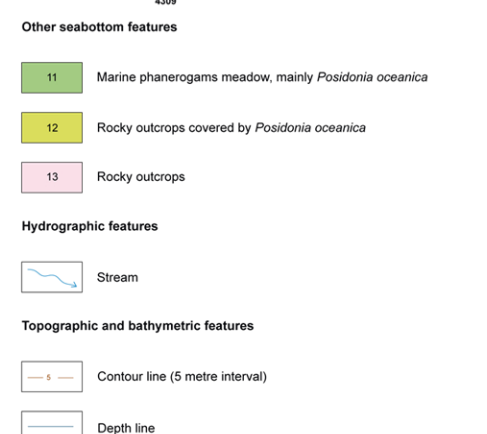 4309
Other seabottom features
11 Marine phanerogams meadow, mainly Posidonia oceanica
12 Rocky outcrops covered by Posidonia oceanica
13 Rocky outcrops
Hydrographic features
Stream
Topographic and bathymetric features
5 Contour line (5 metre interval)
Depth line